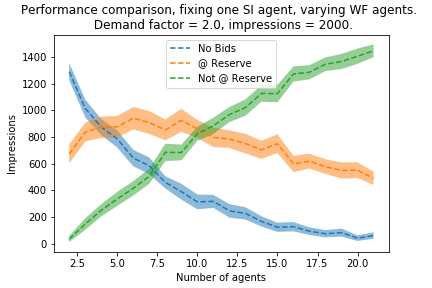 Performance comparison, fixing one SI agent, varying WF agents.
Demand factor = 2.0, impressions = 2000.
No Bids
@ Reserve
Not @ Reserve
Impressions
1400
1200
1000
800
600
400
200
0
2.5 5.0 7.5 10.0 12.5 15.0 17.5 20.0
Number of agents